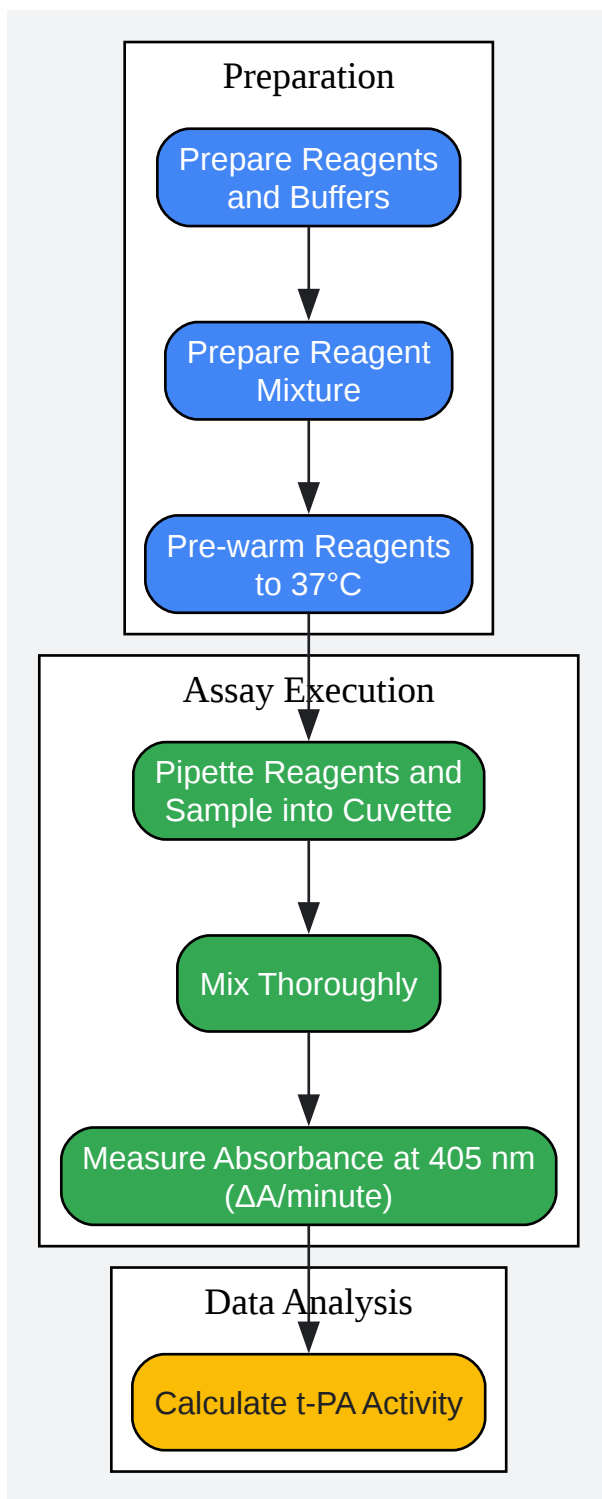 Preparation
Prepare Reagents
and Buffers
Prepare Reagent
Mixture
Pre-warm Reagents
to 37°C
Assay Execution
Pipette Reagents and
Sample into Cuvette
Mix Thoroughly
Measure Absorbance at 405 nm
(ΔA/minute)
Data Analysis
Calculate t-PA Activity